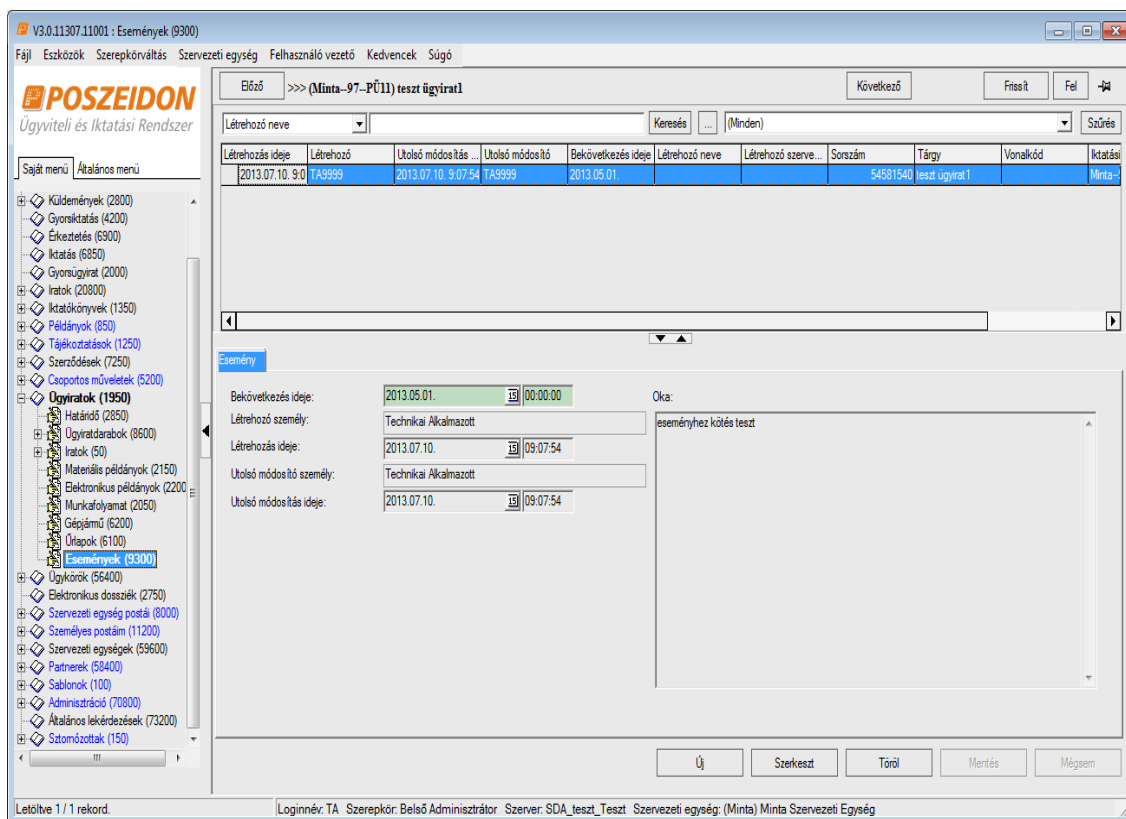 V3.0.11307.11001 : Események (9300)
Fájl Eszközök Szerepkörváltás Szervezeti egység Felhasználó vezető Kedvencek Súgó
POSZEIDON
Ügyviteli és Iktatási Rendszer
Saját menü Általános menü
Küldemények (2800)
Gyorsiktatás (4200)
Érkeztetés (6900)
Iktatás (6850)
Gyorsügyirat (2000)
Iratok (20800)
Iktatókönyvek (1350)
Példányok (850)
Tájékoztatások (1250)
Szerződések (7250)
Csoportos műveletek (5200)
Ügyiratok (1950)
Határidő (2850)
Ügyiratdarabok (8600)
Iratok (50)
Materiális példányok (2150)
Elektronikus példányok (2200
Munkafolyamat (2050)
Gépjármű (6200)
Űrlapok (6100)
Események (9300)
Ügykörök (56400)
Elektronikus dossziék (2750)
Szervezeti egység postái (8000)
Személyes postáim (11200)
Szervezeti egységek (59600)
Partnerek (58400)
Sablonok (100)
Adminisztráció (70800)
Általános lekérdezések (73200)
Sztornózottak (150)
Előző >>> (Minta--97--PŰ11) teszt ügyirat1 Következő Frissít Fel
Létrehozó neve Keresés ... (Minden) Szűrés
Létrehozás ideje Létrehozó Utolsó módosítás ... Utolsó módosító Bekövetkezés ideje Létrehozó neve Létrehozó szerve... Sorszám Tárgy Vonalkód Iktatási
2013.07.10. 9:0 TA9999 2013.07.10. 9:07:54 TA9999 2013.05.01. 54581540 teszt ügyirat1 Minta--
Esemény
Bekövetkezés ideje: 2013.05.01. 15 00:00:00
Létrehozó személy: Technikai Alkalmazott
Létrehozás ideje: 2013.07.10. 15 09:07:54
Utolsó módosító személy: Technikai Alkalmazott
Utolsó módosítás ideje: 2013.07.10. 15 09:07:54
Oka:
eseményhez kötés teszt
Új Szerkeszt Töröl Mentés Mégsem
Letöltve 1 / 1 rekord. Loginnév: TA Szerepkör: Belső Adminisztrátor Szerver: SDA_teszt_Teszt Szervezeti egység: (Minta) Minta Szervezeti Egység